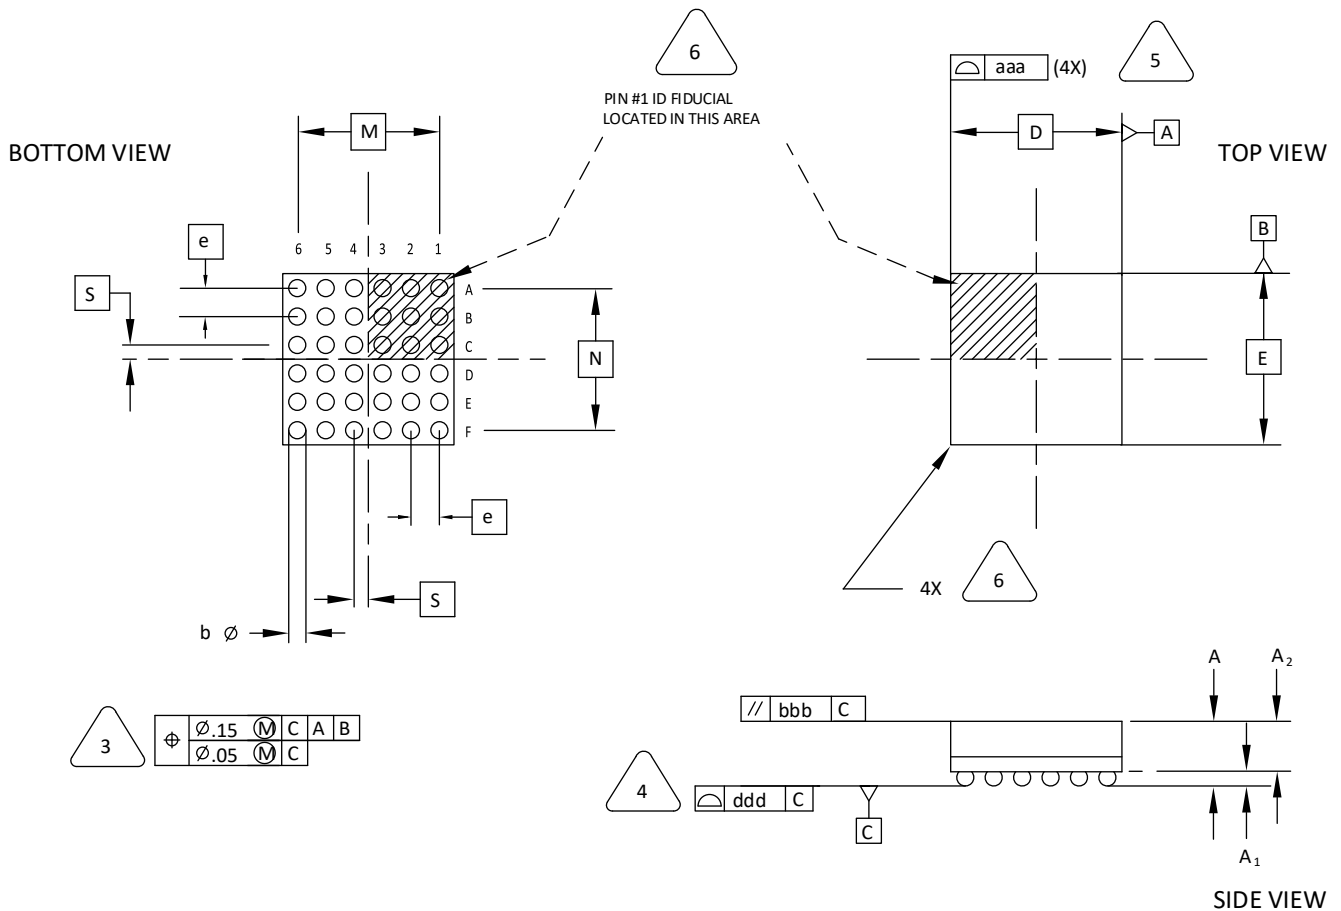 6
5
aaa (4X)
PIN #1 ID FIDUCIAL
LOCATED IN THIS AREA
M
D
A
BOTTOM VIEW
TOP VIEW
e
B
6 5 4 3 2 1
S
A
B
C
D
E
F
N
E
e
S
4X 6
b Ø
A A2
// bbb C
3
⌖ Ø.15 Ⓜ C A B
Ø.05 Ⓜ C
4
ddd C
C
A1
SIDE VIEW